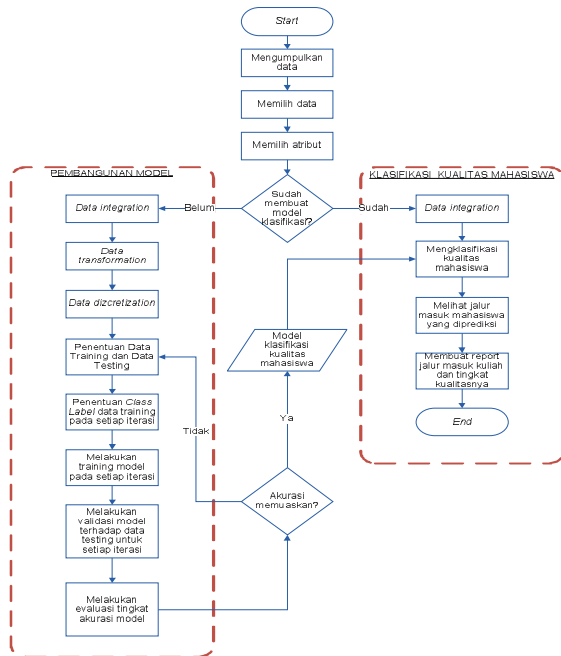 Start
Mengumpulkan
data
Memilih data
Memilih atribut
Sudah
membuat
model
klasifikasi?
Belum
Sudah
PEMBANGUNAN MODEL
Data integration
Data
transformation
Data dizcretization
Penentuan Data
Training dan Data
Testing
Penentuan Class
Label data training
pada setiap iterasi
Melakukan
training model
pada setiap iterasi
Melakukan
validasi model
terhadap data
testing untuk
setiap iterasi
Melakukan
evaluasi tingkat
akurasi model
Tidak
Akurasi
memuaskan?
Ya
Model
klasifikasi
kualitas
mahasiswa
KLASIFIKASI KUALITAS MAHASISWA
Data integration
Mengklasifikasi
kualitas
mahasiswa
Melihat jalur
masuk mahasiswa
yang diprediksi
Membuat report
jalur masuk kuliah
dan tingkat
kualitasnya
End